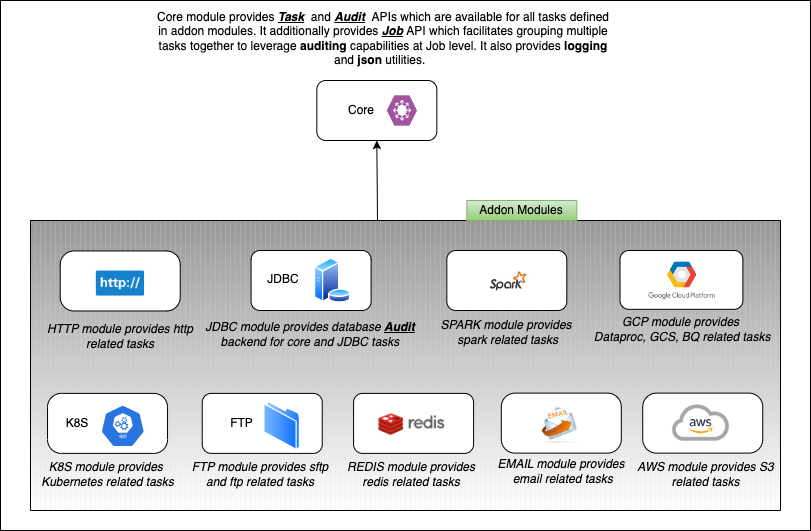 Core module provides Task and Audit APIs which are available for all tasks defined
in addon modules. It additionally provides Job API which facilitates grouping multiple
tasks together to leverage auditing capabilities at Job level. It also provides logging
and json utilities.
Core
Addon Modules
http://
JDBC
Spark
Google Cloud Platform
HTTP module provides http
related tasks
JDBC module provides database Audit
backend for core and JDBC tasks
SPARK module provides
spark related tasks
GCP module provides
Dataproc, GCS, BQ related tasks
K8S
FTP
redis
EMAIL
aws
K8S module provides
Kubernetes related tasks
FTP module provides sftp
and ftp related tasks
REDIS module provides
redis related tasks
EMAIL module provides
email related tasks
AWS module provides S3
related tasks